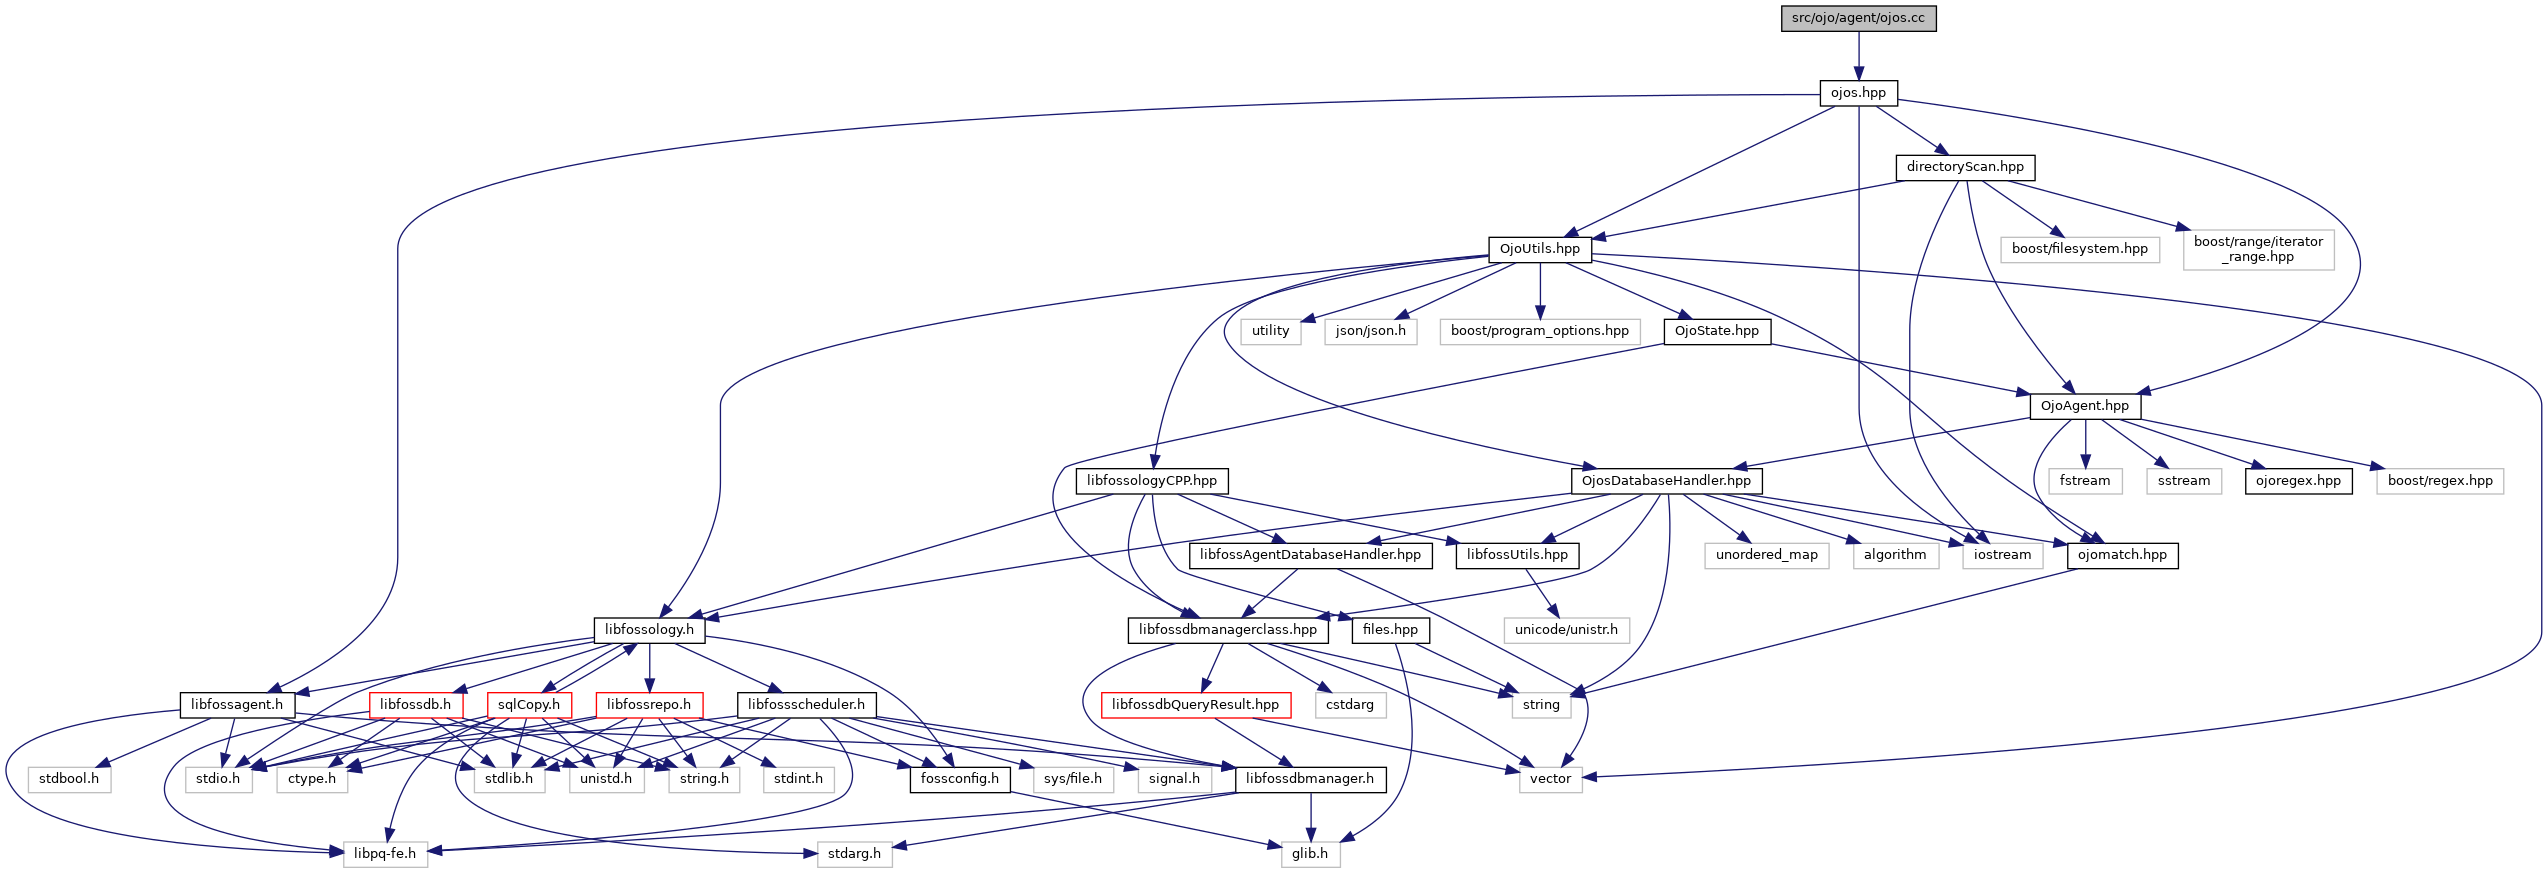 src/ojo/agent/ojos.cc
ojos.hpp
directoryScan.hpp
OjoUtils.hpp
boost/filesystem.hpp
boost/range/iterator
_range.hpp
utility
json/json.h
boost/program_options.hpp
OjoState.hpp
OjoAgent.hpp
libfossologyCPP.hpp
OjosDatabaseHandler.hpp
fstream
sstream
ojoregex.hpp
boost/regex.hpp
libfossAgentDatabaseHandler.hpp
libfossUtils.hpp
unordered_map
algorithm
iostream
ojomatch.hpp
libfossology.h
libfossdbmanagerclass.hpp
files.hpp
unicode/unistr.h
libfossagent.h
libfossdb.h
sqlCopy.h
libfossrepo.h
libfossscheduler.h
libfossdbQueryResult.hpp
cstdarg
string
stdbool.h
stdio.h
ctype.h
stdlib.h
unistd.h
string.h
stdint.h
fossconfig.h
sys/file.h
signal.h
libfossdbmanager.h
vector
libpq-fe.h
stdarg.h
glib.h